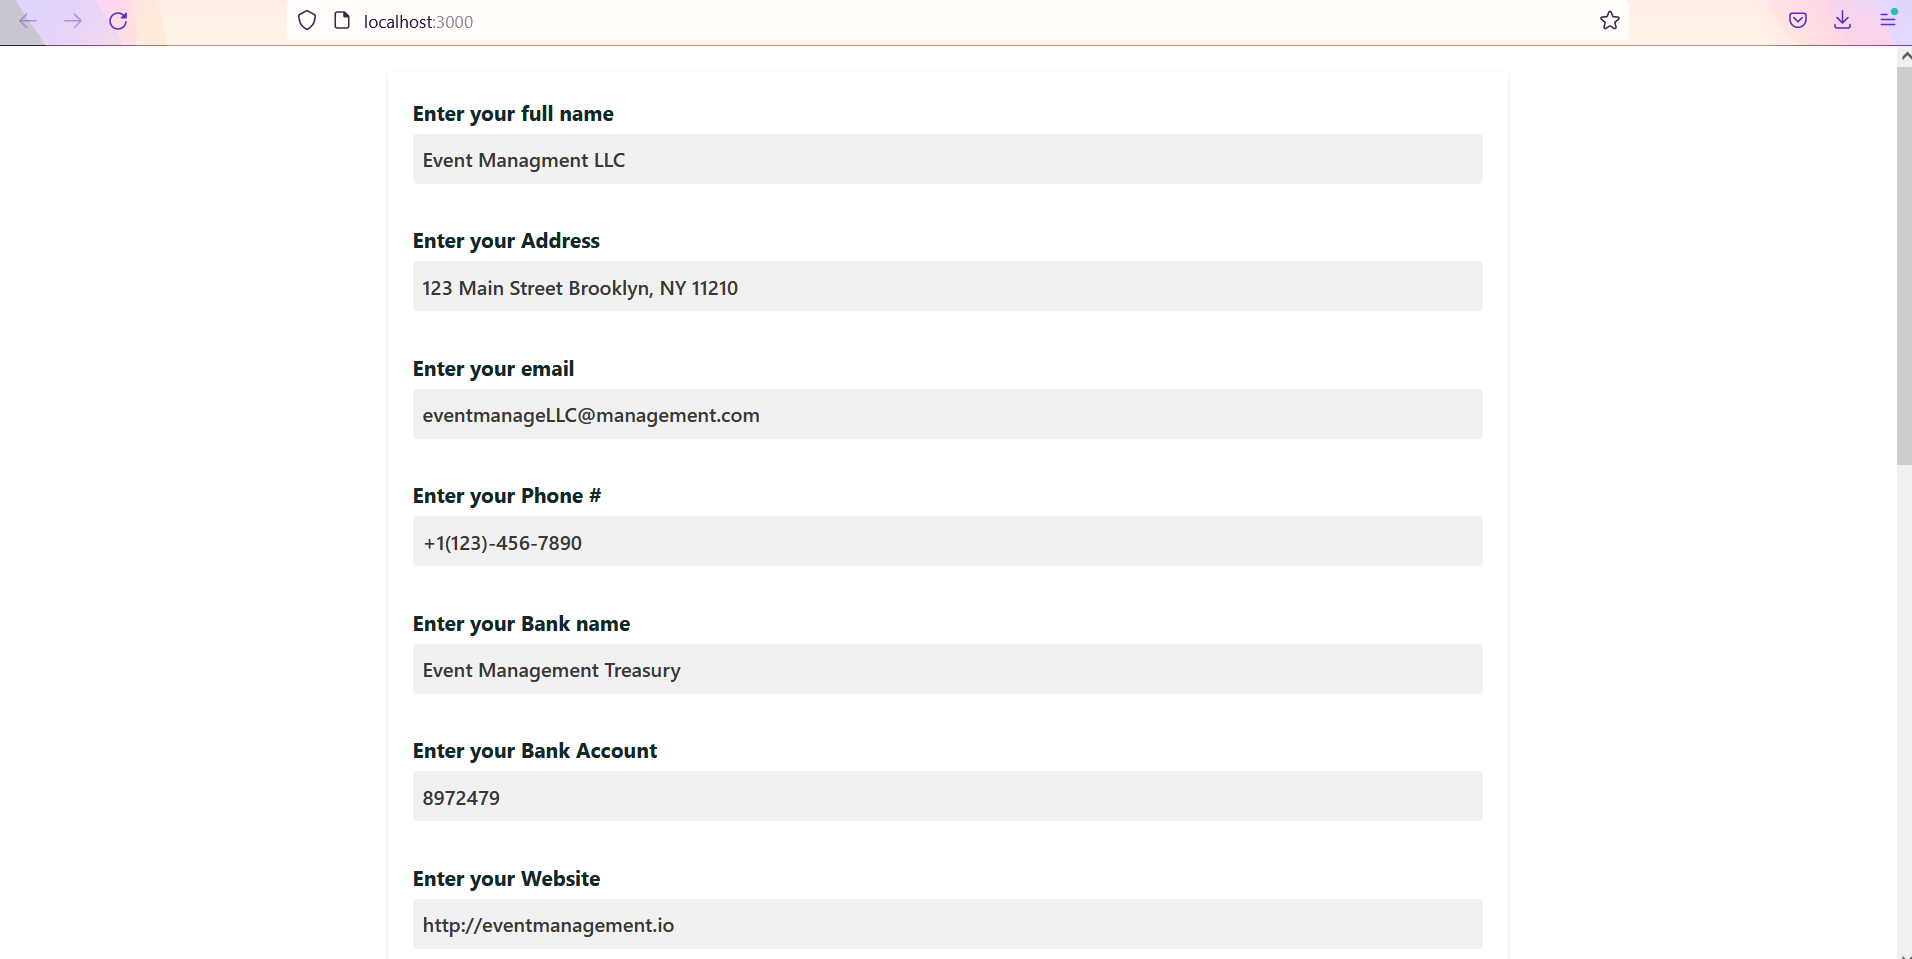 localhost:3000
Enter your full name
Event Managment LLC
Enter your Address
123 Main Street Brooklyn, NY 11210
Enter your email
eventmanageLLC@management.com
Enter your Phone #
+1(123)-456-7890
Enter your Bank name
Event Management Treasury
Enter your Bank Account
8972479
Enter your Website
http://eventmanagement.io